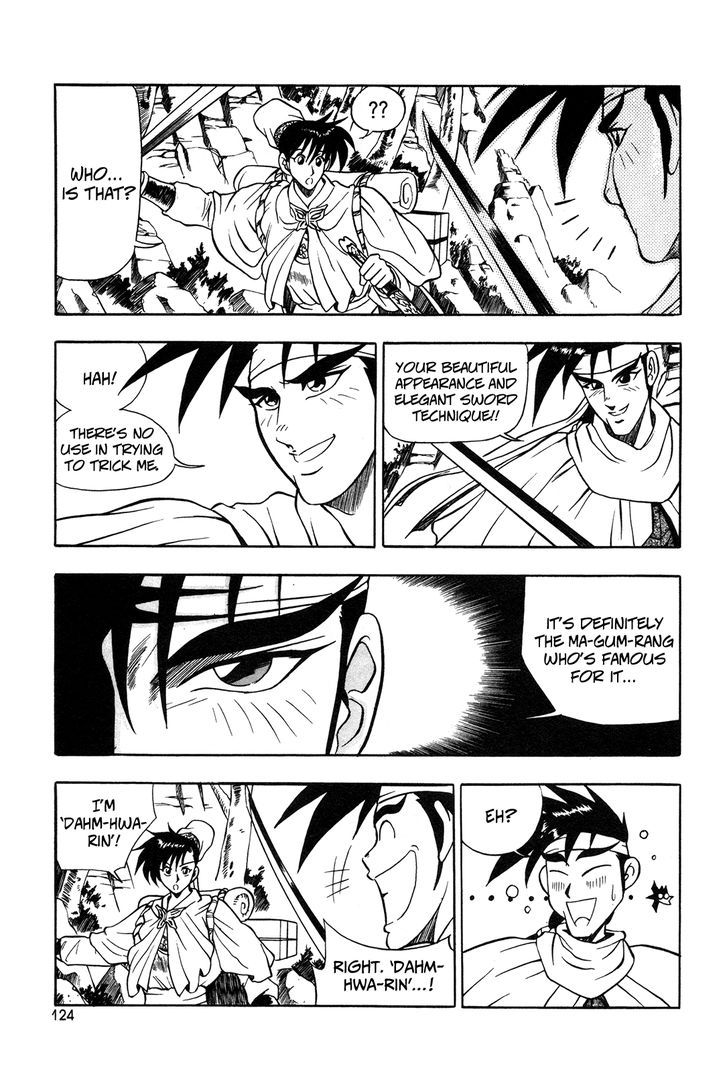 WHO...
IS THAT?
??
HAH!
THERE'S NO
USE IN TRYING
TO TRICK ME.
YOUR BEAUTIFUL
APPEARANCE AND
ELEGANT SWORD
TECHNIQUE!!
IT'S DEFINITELY
THE MA-GUM-RANG
WHO'S FAMOUS
FOR IT...
I'M
'DAHM-HWA-
RIN'!
RIGHT. 'DAHM-
HWA-RIN'...!
EH?
124